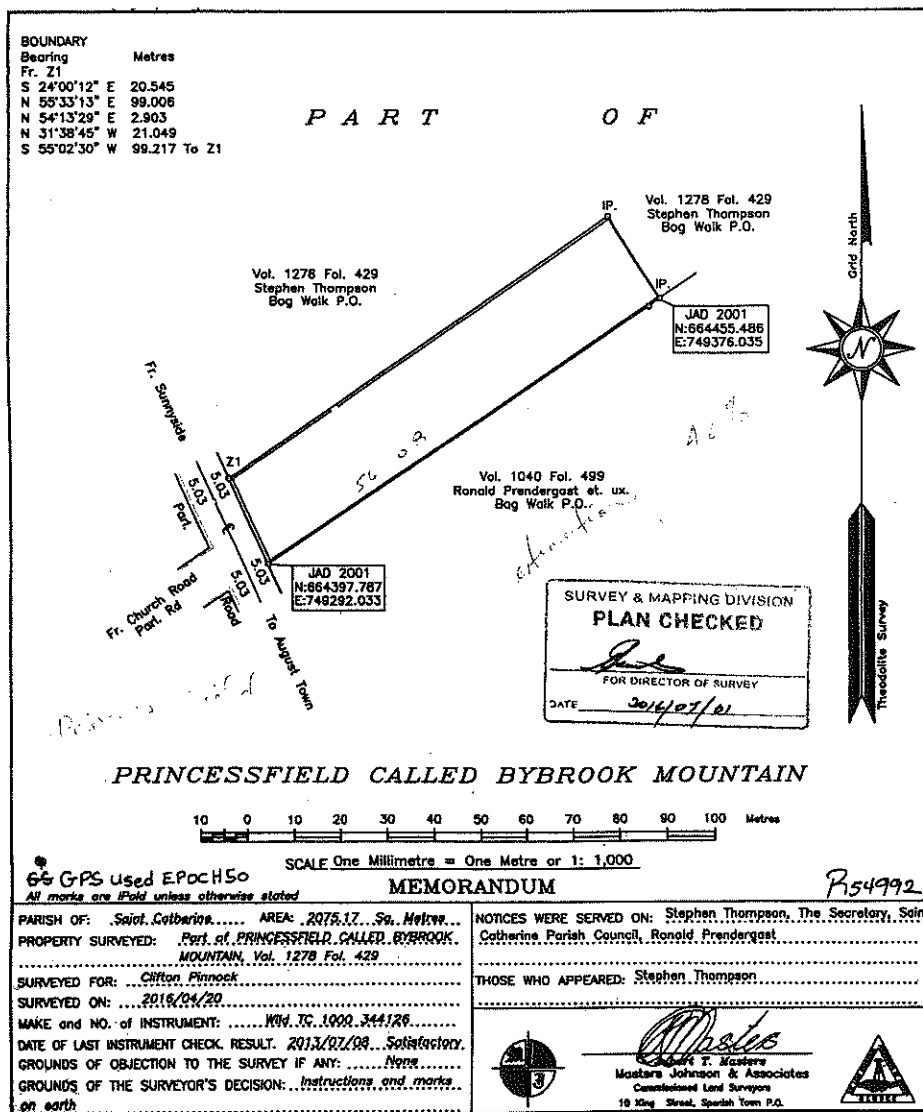 BOUNDARY
Bearing Metres
Fr. Z1
S 24°00'12" E 20.545
N 55°33'13" E 99.006
N 54°13'29" E 2.903
N 31°38'45" W 21.049
S 55°02'30" W 99.217 To Z1
PART OF
IP.
Vol. 1278 Fol. 429
Stephen Thompson
Bog Walk P.O.
Vol. 1278 Fol. 429
Stephen Thompson
Bog Walk P.O.
IP.
JAD 2001
N:664455.486
E:749376.035
Grid North
N
Fr. Sunnyside
Z1
5.03
5.03
Part.
Vol. 1040 Fol. 499
Ronald Prendergast et. ux.
Bog Walk P.O.
5.03
5.03
Road
Fr. Church Road
Part. Rd
To August Town
JAD 2001
N:664397.767
E:749292.033
SURVEY & MAPPING DIVISION
PLAN CHECKED
FOR DIRECTOR OF SURVEY
DATE 2016/07/01
Theodolite Survey
PRINCESSFIELD CALLED BYBROOK MOUNTAIN
10 0 10 20 30 40 50 60 70 80 90 100 Metres
SCALE One Millimetre = One Metre or 1: 1,000
GPS used EPOCH50
All marks are IPold unless otherwise stated
MEMORANDUM
R54992
PARISH OF: Saint Catherine AREA: 2075.17 Sq. Metres
PROPERTY SURVEYED: Part of PRINCESSFIELD CALLED BYBROOK
MOUNTAIN, Vol. 1278 Fol. 429
SURVEYED FOR: Clifton Pinnock
SURVEYED ON: 2016/04/20
MAKE and NO. of INSTRUMENT: Wild TC 1000 344126
DATE OF LAST INSTRUMENT CHECK. RESULT. 2013/07/08 Satisfactory
GROUNDS OF OBJECTION TO THE SURVEY IF ANY: None
GROUNDS OF THE SURVEYOR'S DECISION: Instructions and marks
on earth
NOTICES WERE SERVED ON: Stephen Thompson, The Secretary, Sain
Catherine Parish Council, Ronald Prendergast
THOSE WHO APPEARED: Stephen Thompson
Masters
T. Masters
Masters Johnson & Associates
Commissioned Land Surveyors
10 King Street, Spanish Town P.O.